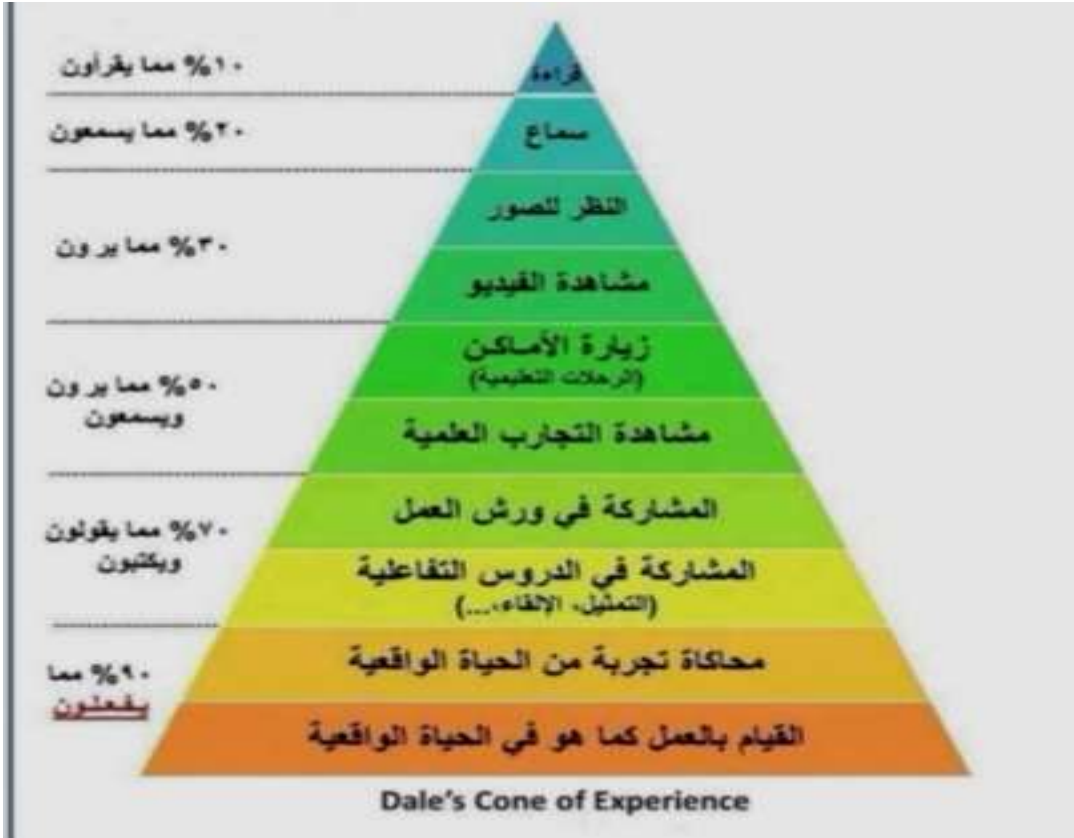 قراءة
١٠% مما يقرأون
سماع
٢٠% مما يسمعون
النظر للصور
مشاهدة الفيديو
٣٠% مما يرون
زيارة الأماكن
(الرحلات التعليمية)
مشاهدة التجارب العلمية
٥٠% مما يرون
ويسمعون
المشاركة في ورش العمل
المشاركة في الدروس التفاعلية
(التمثيل، الإلقاء،...)
٧٠% مما يقولون
ويكتبون
محاكاة تجربة من الحياة الواقعية
القيام بالعمل كما هو في الحياة الواقعية
٩٠% مما
يفعلون
Dale's Cone of Experience